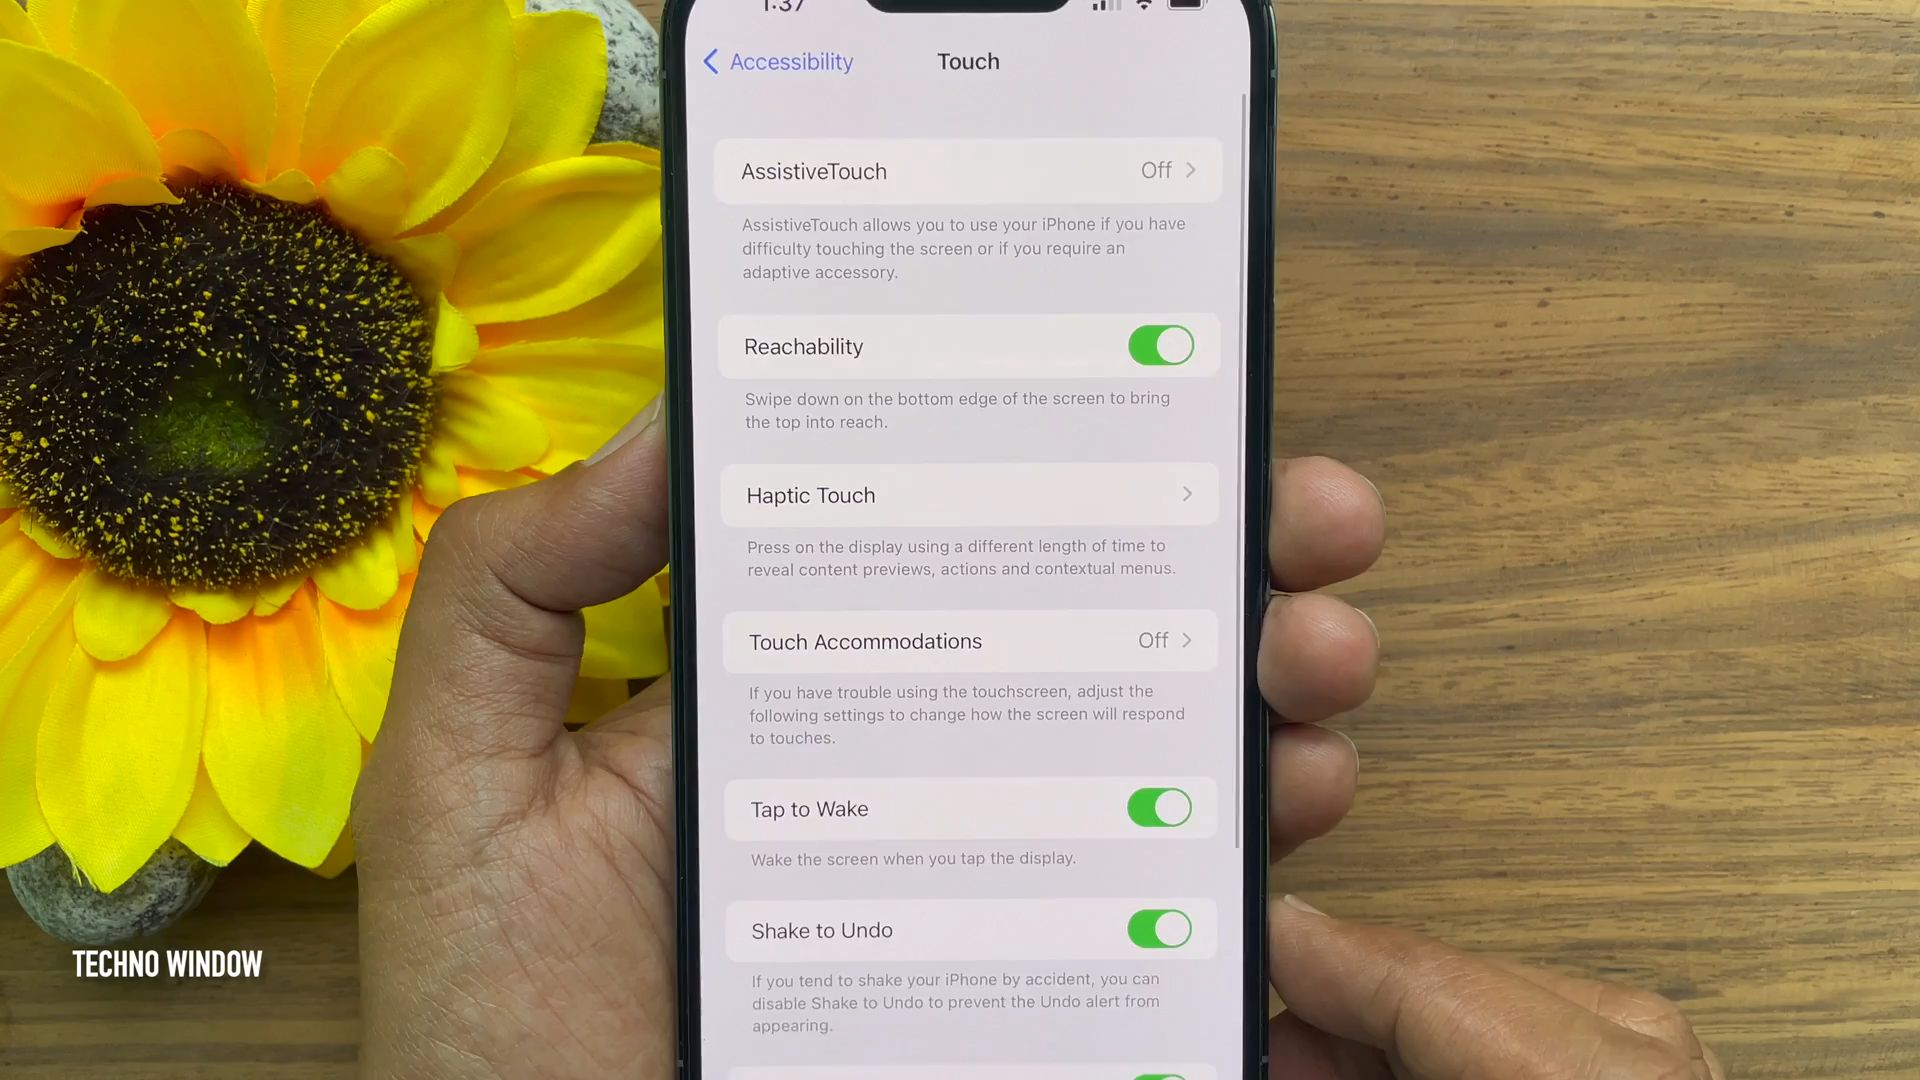 1:37
Accessibility
Touch
AssistiveTouch Off
AssistiveTouch allows you to use your iPhone if you have
difficulty touching the screen or if you require an
adaptive accessory.
Reachability
Swipe down on the bottom edge of the screen to bring
the top into reach.
Haptic Touch
Press on the display using a different length of time to
reveal content previews, actions and contextual menus.
Touch Accommodations Off
If you have trouble using the touchscreen, adjust the
following settings to change how the screen will respond
to touches.
Tap to Wake
Wake the screen when you tap the display.
Shake to Undo
If you tend to shake your iPhone by accident, you can
disable Shake to Undo to prevent the Undo alert from
appearing.
TECHNO WINDOW